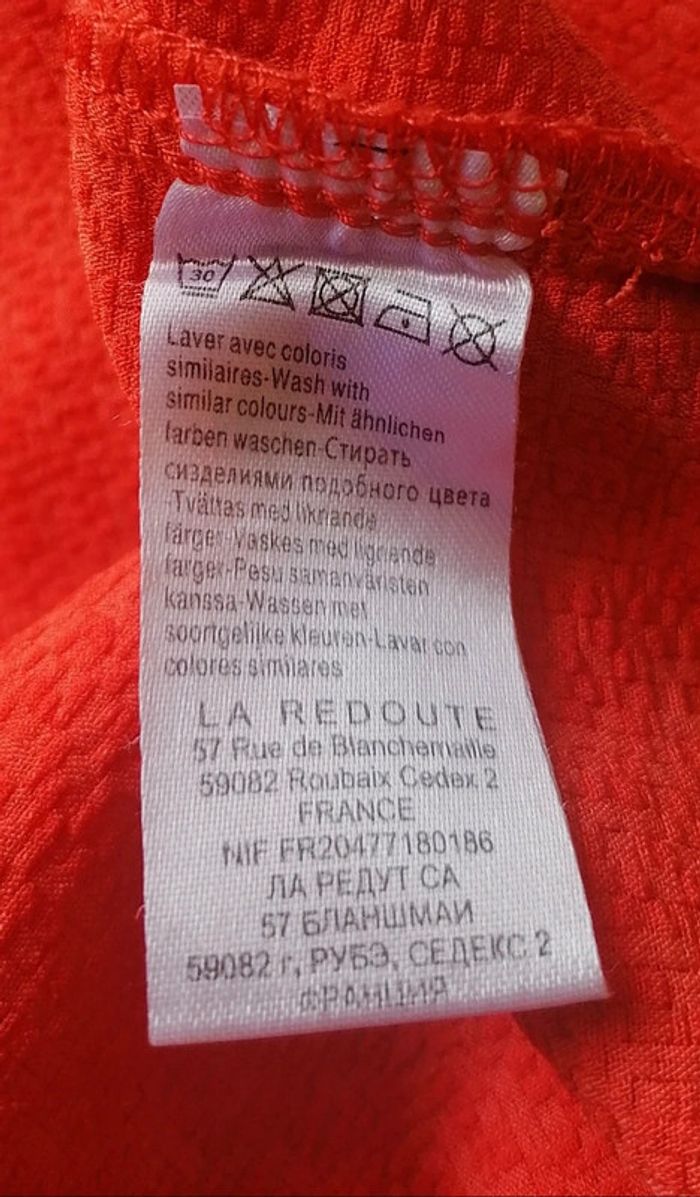 30
Laver avec coloris
similaires-Wash with
similar colours-Mit ähnlichen
farben waschen-Стирать
сизделиями подобного цвета
Tvättas med liknande
färger-Vaskes med lignende
farger-Pesu samanväristen
kanssa-Wassen met
soortgelijke kleuren-Lavar con
colores similares
LA REDOUTE
57 Rue de Blanchemaille
59082 Roubaix Cedex 2
FRANCE
NIF FR20477180186
ЛА РЕДУТ СА
57 БЛАНШМАИ
59082 г, РУБЭ, СЕДЕКС 2
ФРАНЦИЯ